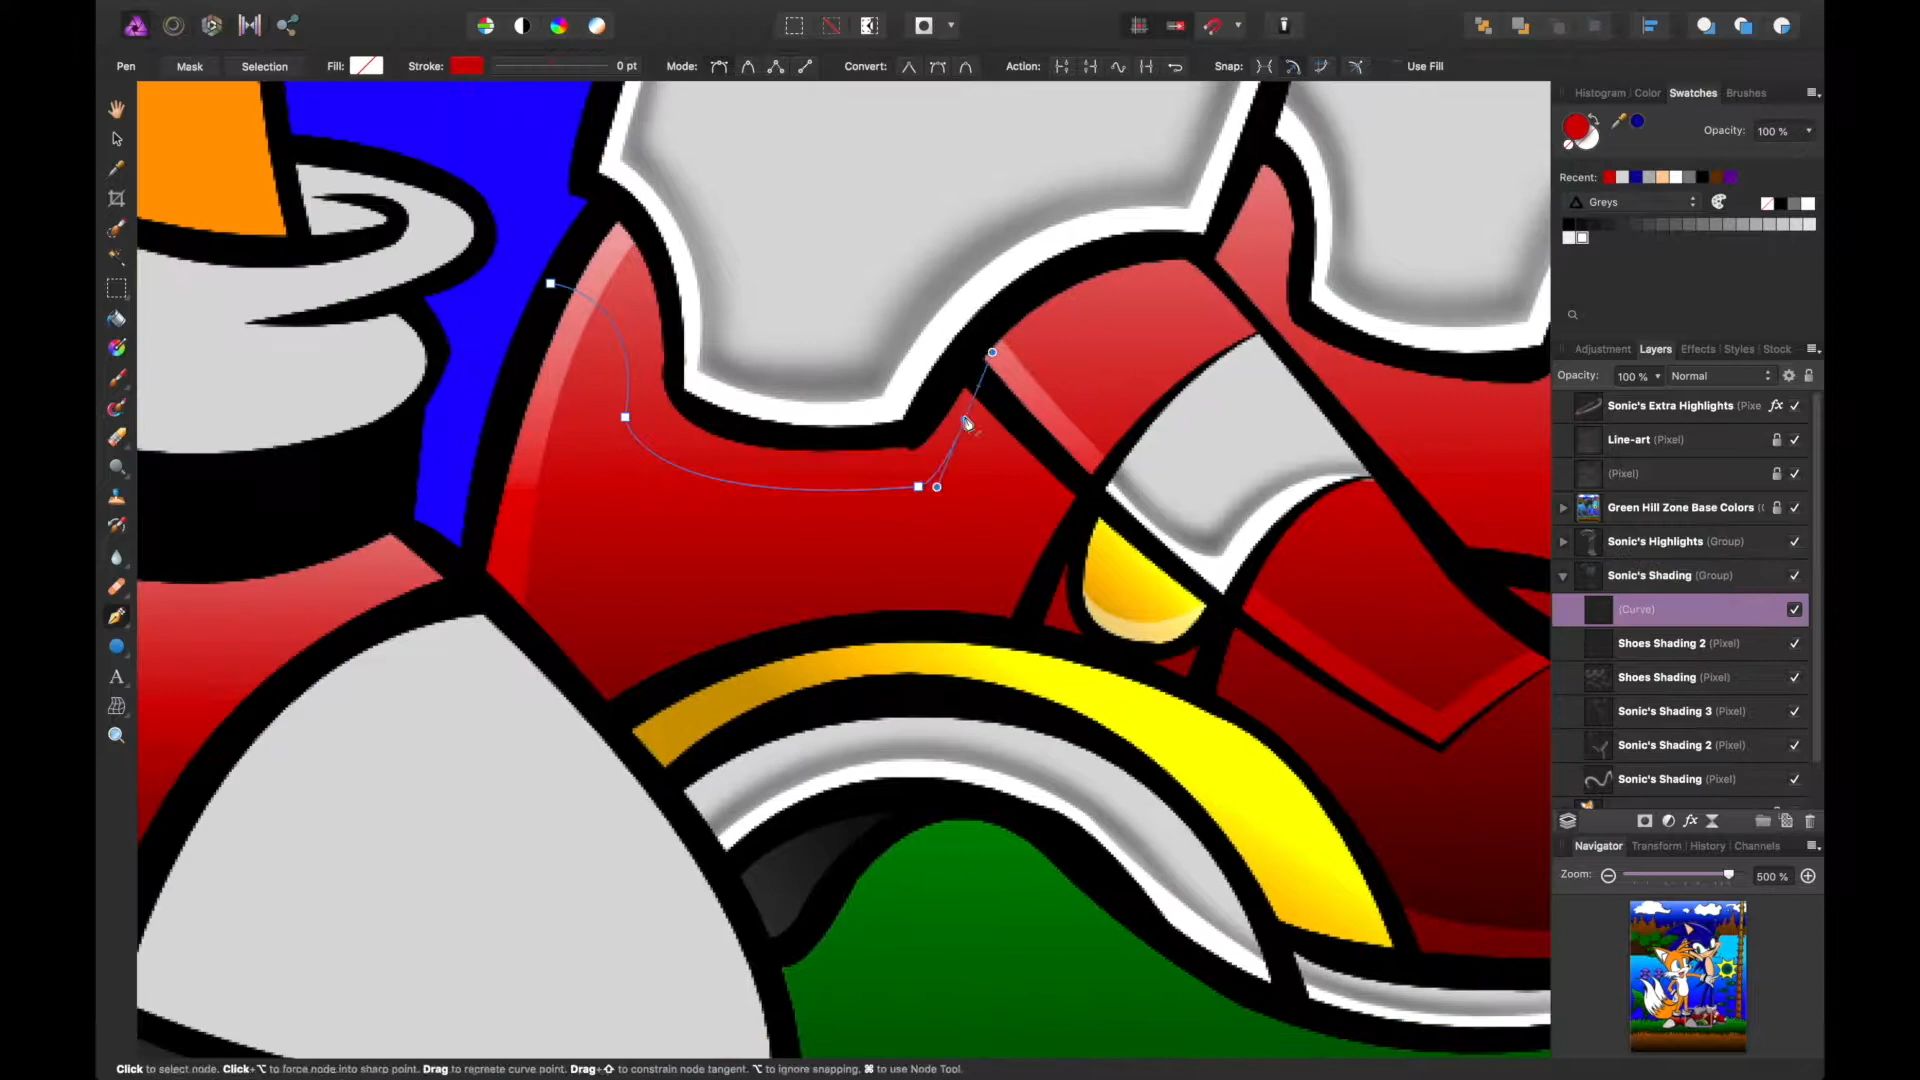 Pen Mask Selection Fill: Stroke: 0 pt Mode: Convert: Action: Snap: Use Fill
Histogram Color Swatches Brushes
Opacity: 100 %
Recent:
Greys
Adjustment Layers Effects Styles Stock
Opacity: 100 % Normal
Sonic's Extra Highlights (Pixe fx
Line-art (Pixel)
(Pixel)
Green Hill Zone Base Colors
Sonic's Highlights (Group)
Sonic's Shading (Group)
(Curve)
Shoes Shading 2 (Pixel)
Shoes Shading (Pixel)
Sonic's Shading 3 (Pixel)
Sonic's Shading 2 (Pixel)
Sonic's Shading (Pixel)
fx
Navigator Transform History Channels
Zoom: 500 %
A
Click to select node. Click+⌥ to force node into sharp point. Drag to recreate curve point. Drag+⇧ to constrain node tangent. ⌥ to ignore snapping. ⌘ to use Node Tool.